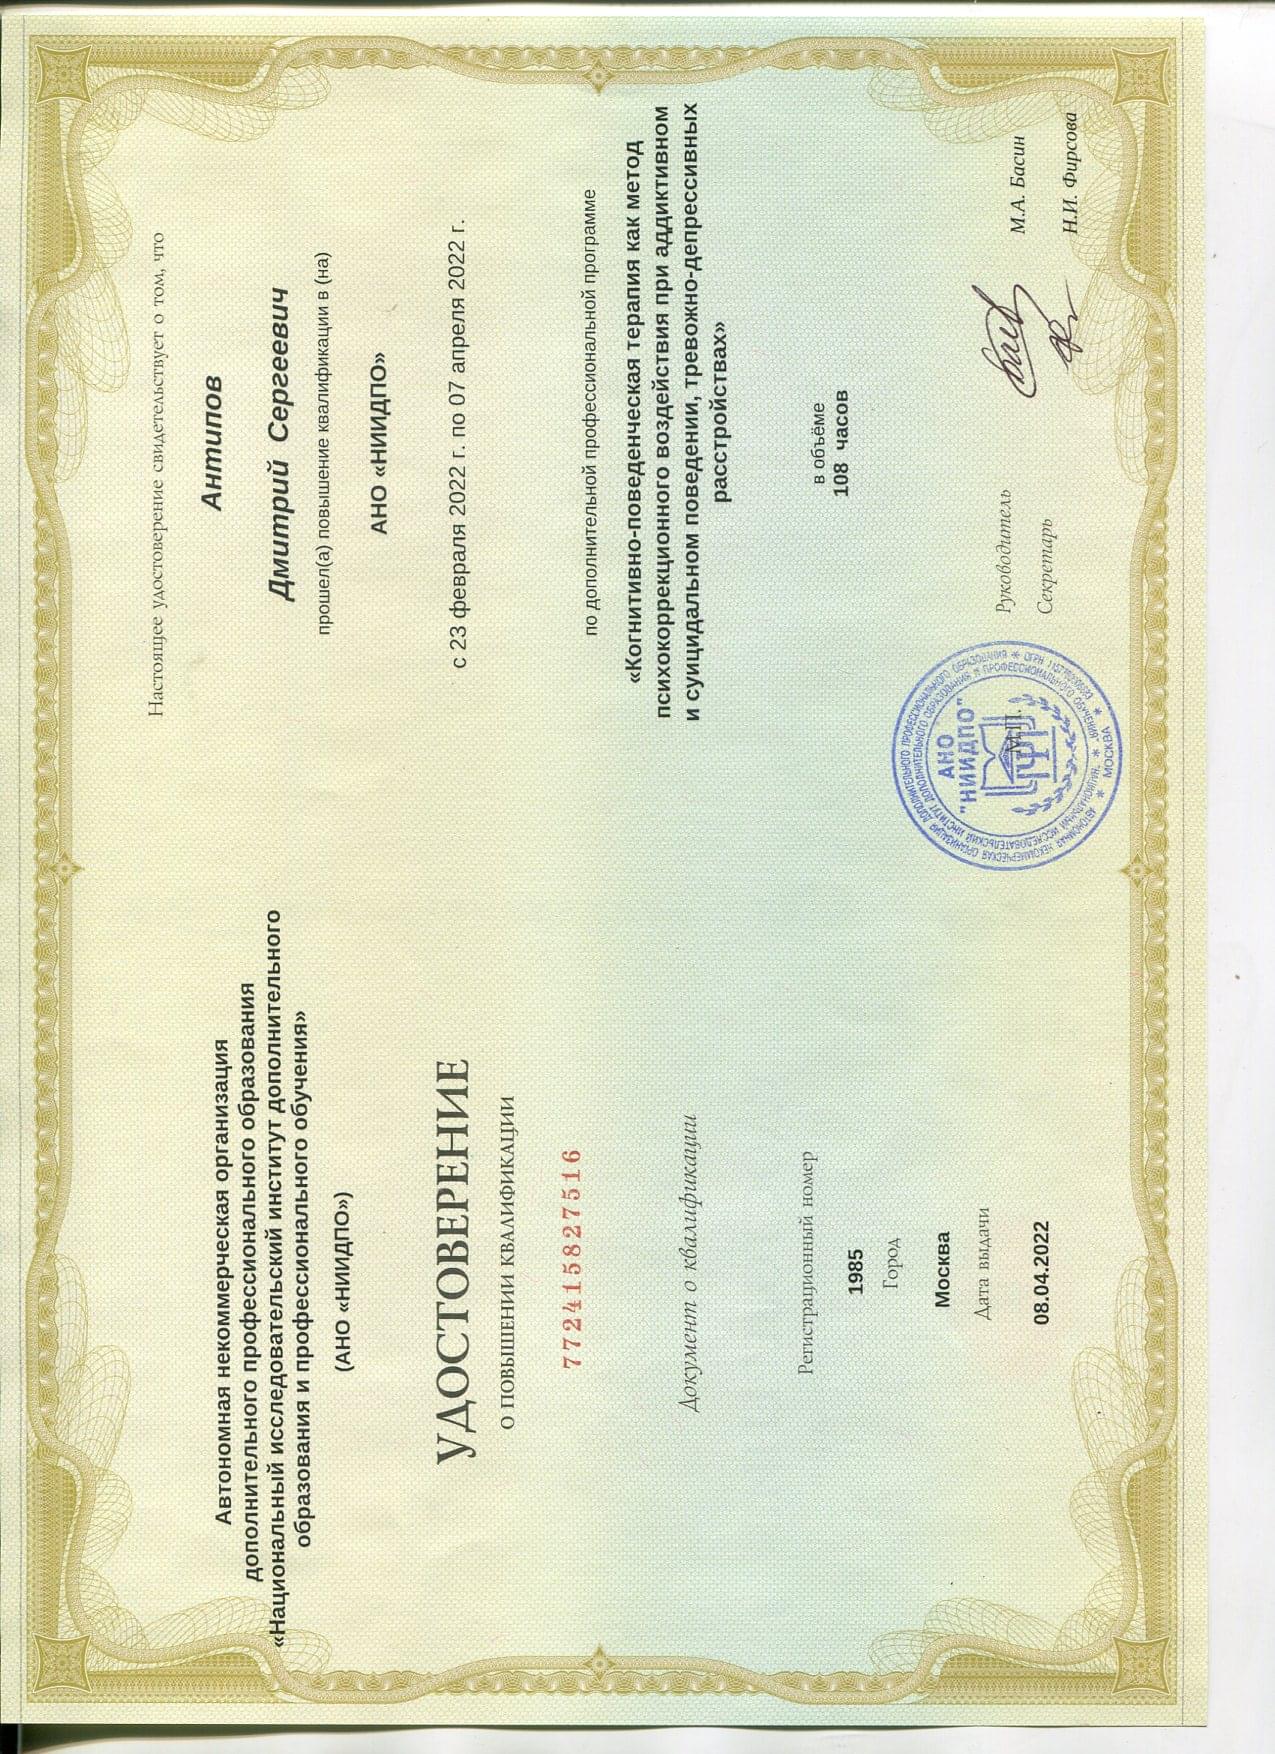 Автономная некоммерческая организация
дополнительного профессионального образования
«Национальный исследовательский институт дополнительного
образования и профессионального обучения»
(АНО «НИИДПО»)
УДОСТОВЕРЕНИЕ
О ПОВЫШЕНИИ КВАЛИФИКАЦИИ
772415827516
Документ о квалификации
Регистрационный номер
1985
Город
Москва
Дата выдачи
08.04.2022
Настоящее удостоверение свидетельствует о том, что
Антипов
Дмитрий Сергеевич
прошел(а) повышение квалификации в (на)
АНО «НИИДПО»
с 23 февраля 2022 г. по 07 апреля 2022 г.
по дополнительной профессиональной программе
«Когнитивно-поведенческая терапия как метод
психокоррекционного воздействия при аддиктивном
и суицидальном поведении, тревожно-депрессивных
расстройствах»
в объёме
108 часов
АВТОНОМНАЯ НЕКОММЕРЧЕСКАЯ ОРГАНИЗАЦИЯ ДОПОЛНИТЕЛЬНОГО ПРОФЕССИОНАЛЬНОГО ОБРАЗОВАНИЯ
"НАЦИОНАЛЬНЫЙ ИССЛЕДОВАТЕЛЬСКИЙ ИНСТИТУТ ДОПОЛНИТЕЛЬНОГО ОБРАЗОВАНИЯ И ПРОФЕССИОНАЛЬНОГО ОБУЧЕНИЯ"
АНО
"НИИДПО"
М.П.
МОСКВА
Руководитель
М.А. Басин
Секретарь
Н.И. Фирсова